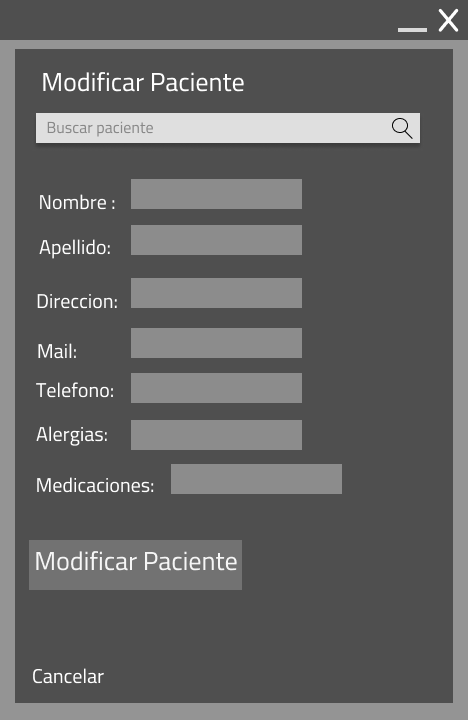 Modificar Paciente
Buscar paciente
Nombre :
Apellido:
Direccion:
Mail:
Telefono:
Alergias:
Medicaciones:
Modificar Paciente
Cancelar